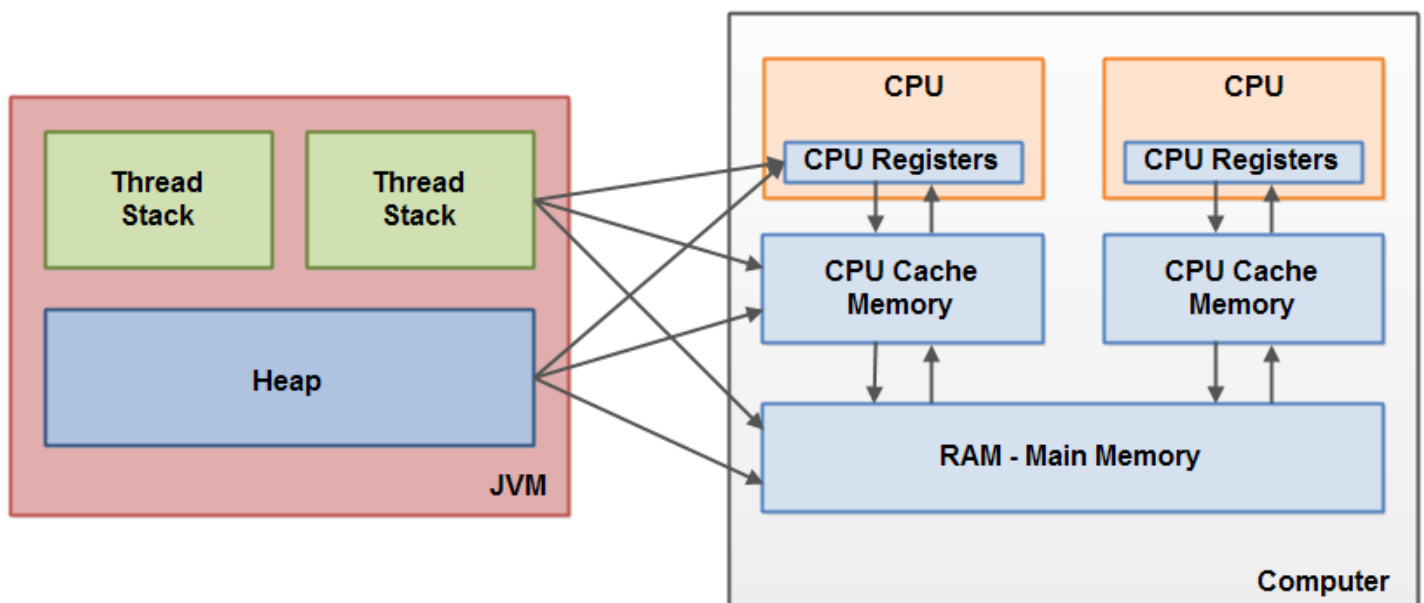 Thread
Stack
Thread
Stack
Heap
JVM
CPU
CPU Registers
CPU Cache
Memory
CPU
CPU Registers
CPU Cache
Memory
RAM - Main Memory
Computer